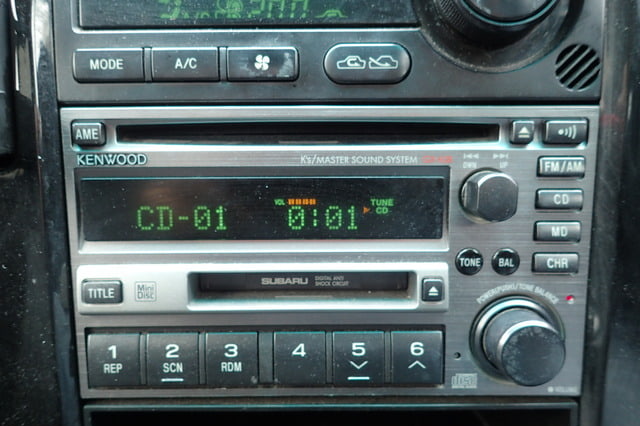 MODE A/C
AME
KENWOOD K's/MASTER SOUND SYSTEM
DOWN UP
FM/AM
VOL TUNE
CD-01 0:01 CD
CD
MD
TONE BAL CHR
TITLE Mini Disc SUBARU DIGITAL ANTI SHOCK CIRCUIT
POWER(PUSH)/TONE BALANCE
1 2 3 4 5 6
REP SCN RDM
VOLUME